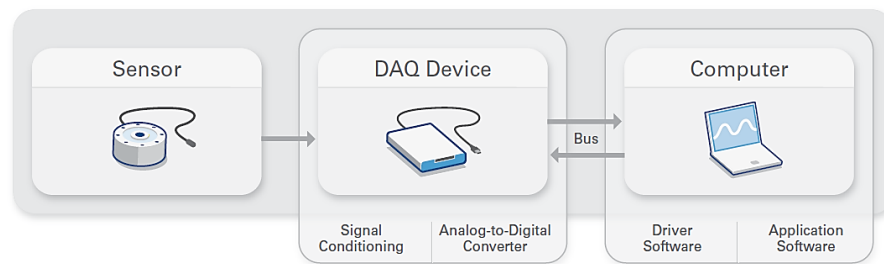 Sensor
DAQ Device
Computer
Bus
Signal
Conditioning
Analog-to-Digital
Converter
Driver
Software
Application
Software